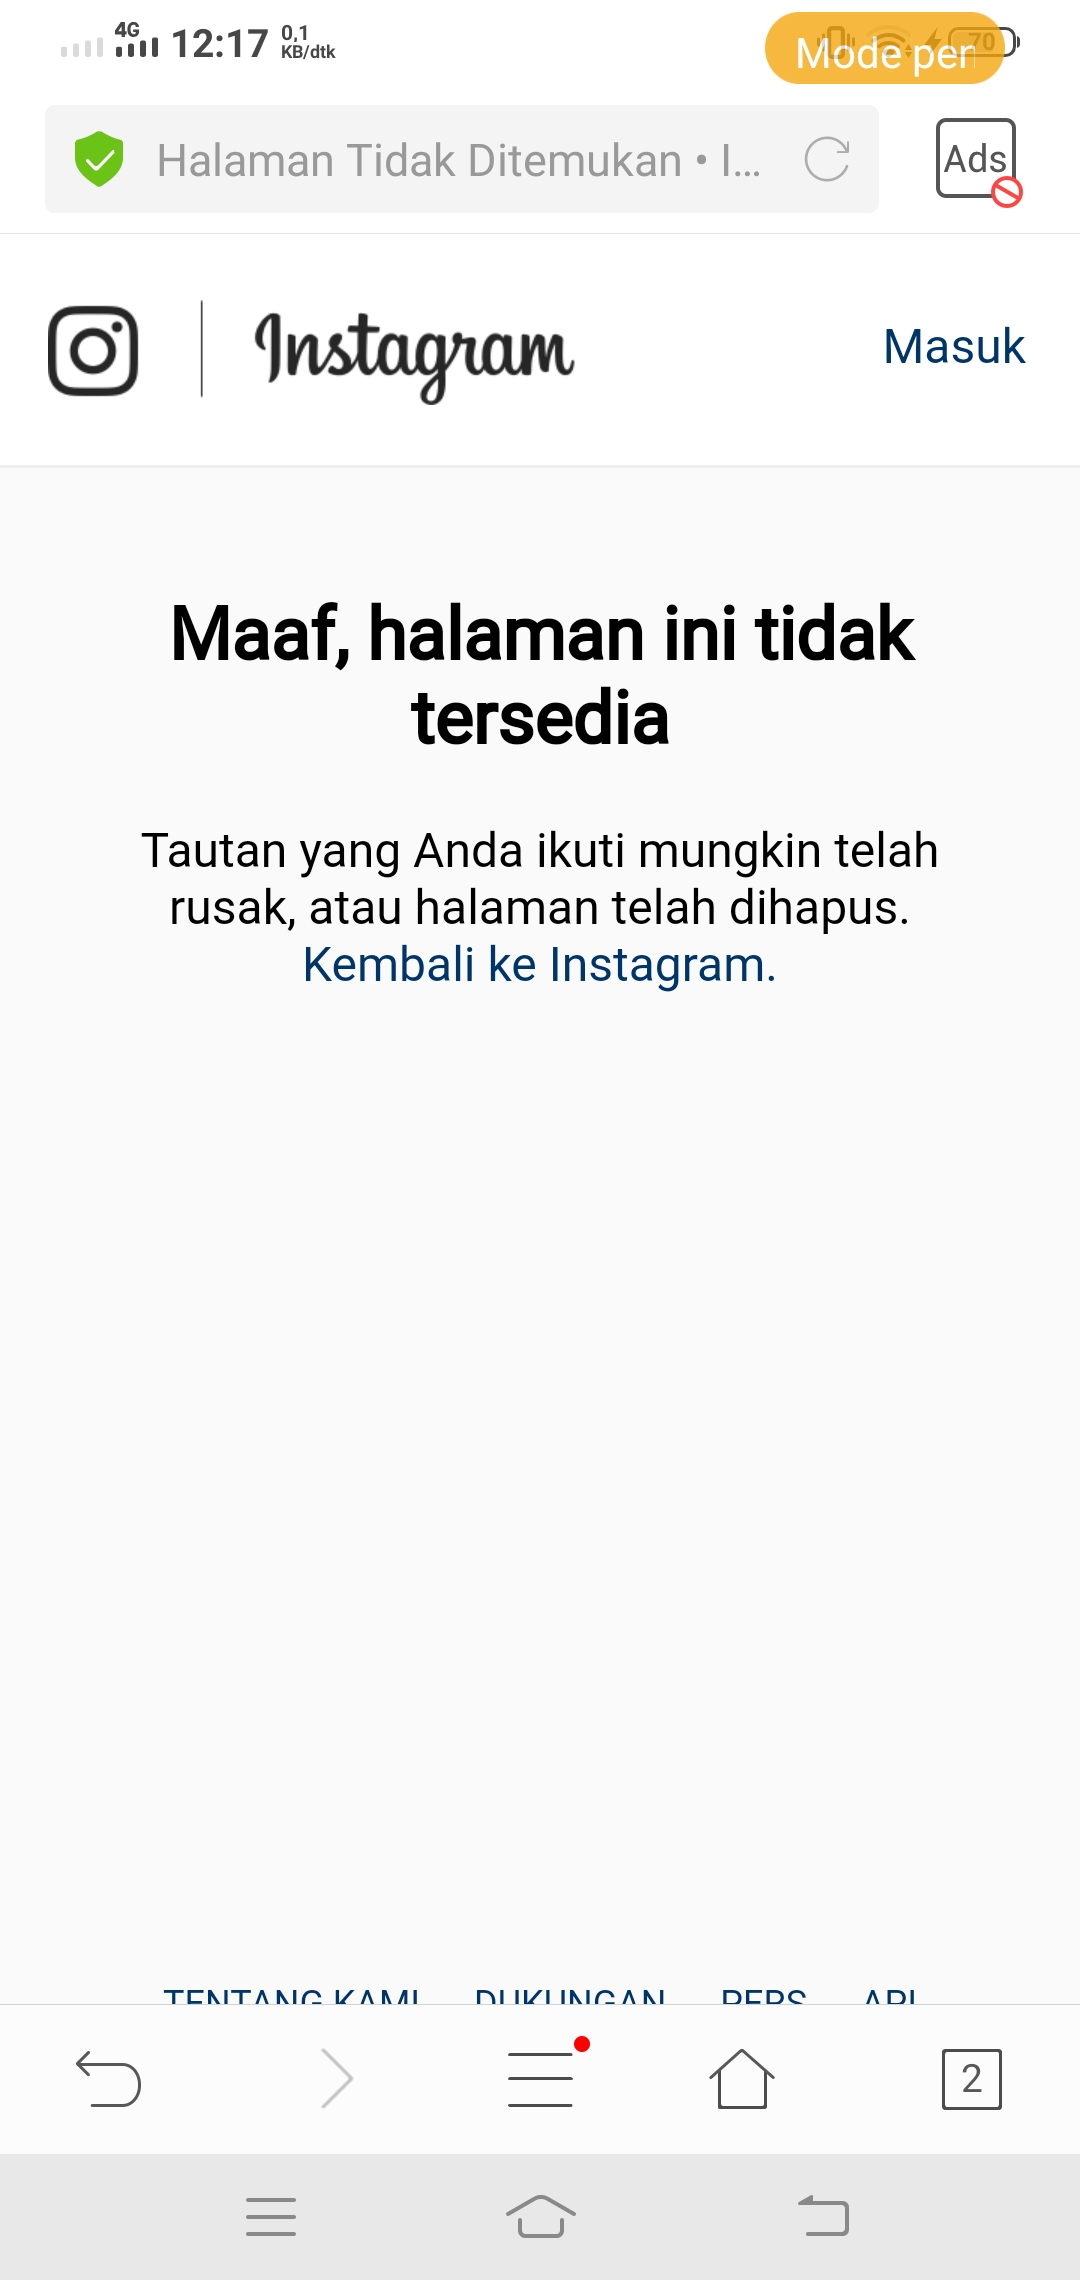 4G 12:17 0,1 KB/dtk
Mode pen 70
Halaman Tidak Ditemukan • I...
Ads
Instagram
Masuk
Maaf, halaman ini tidak
tersedia
Tautan yang Anda ikuti mungkin telah
rusak, atau halaman telah dihapus.
Kembali ke Instagram.
TENTANG KAMI DUKUNGAN PERS API
2